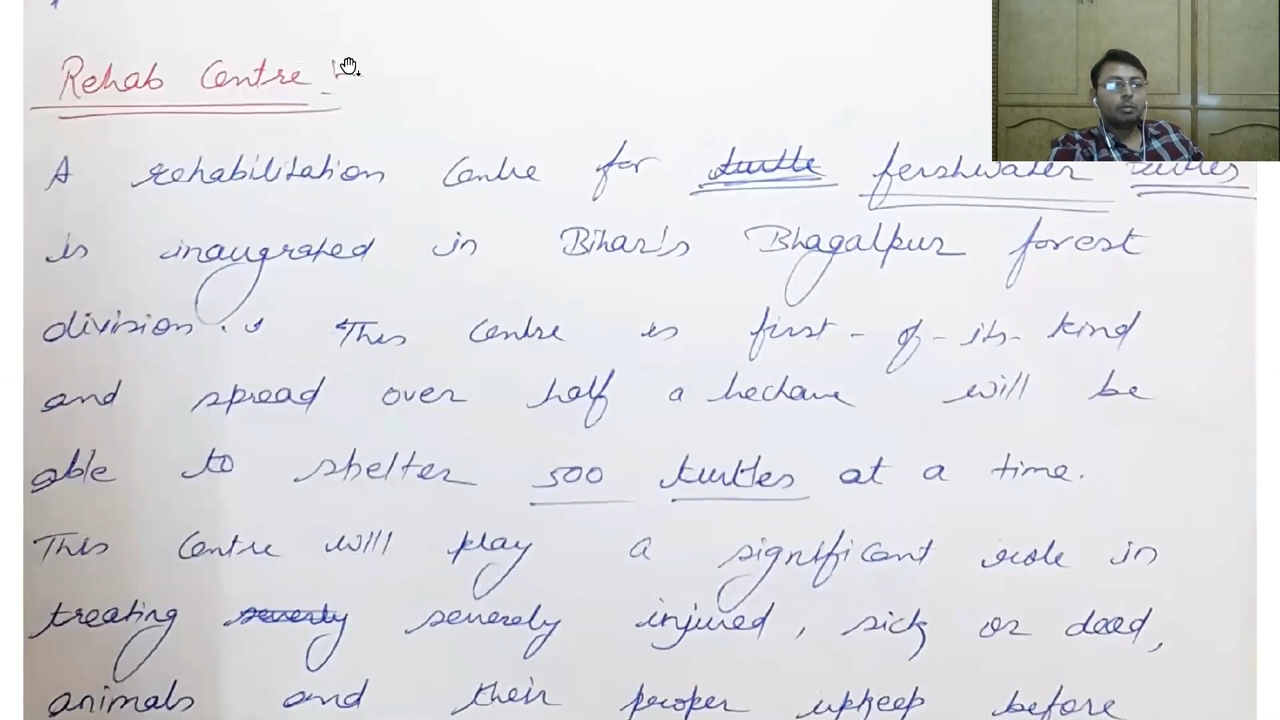 Rehab Centre :-
A rehabilitation Centre for turtle fershwater turtles
is inaugrated in Bihar's Bhagalpur forest
division. This Centre is first-of-its-kind
and spread over half a hectare will be
able to shelter 500 turtles at a time.
This Centre will play a significant role in
treating severly severely injured, sick or dead,
animals and their proper upkeep before